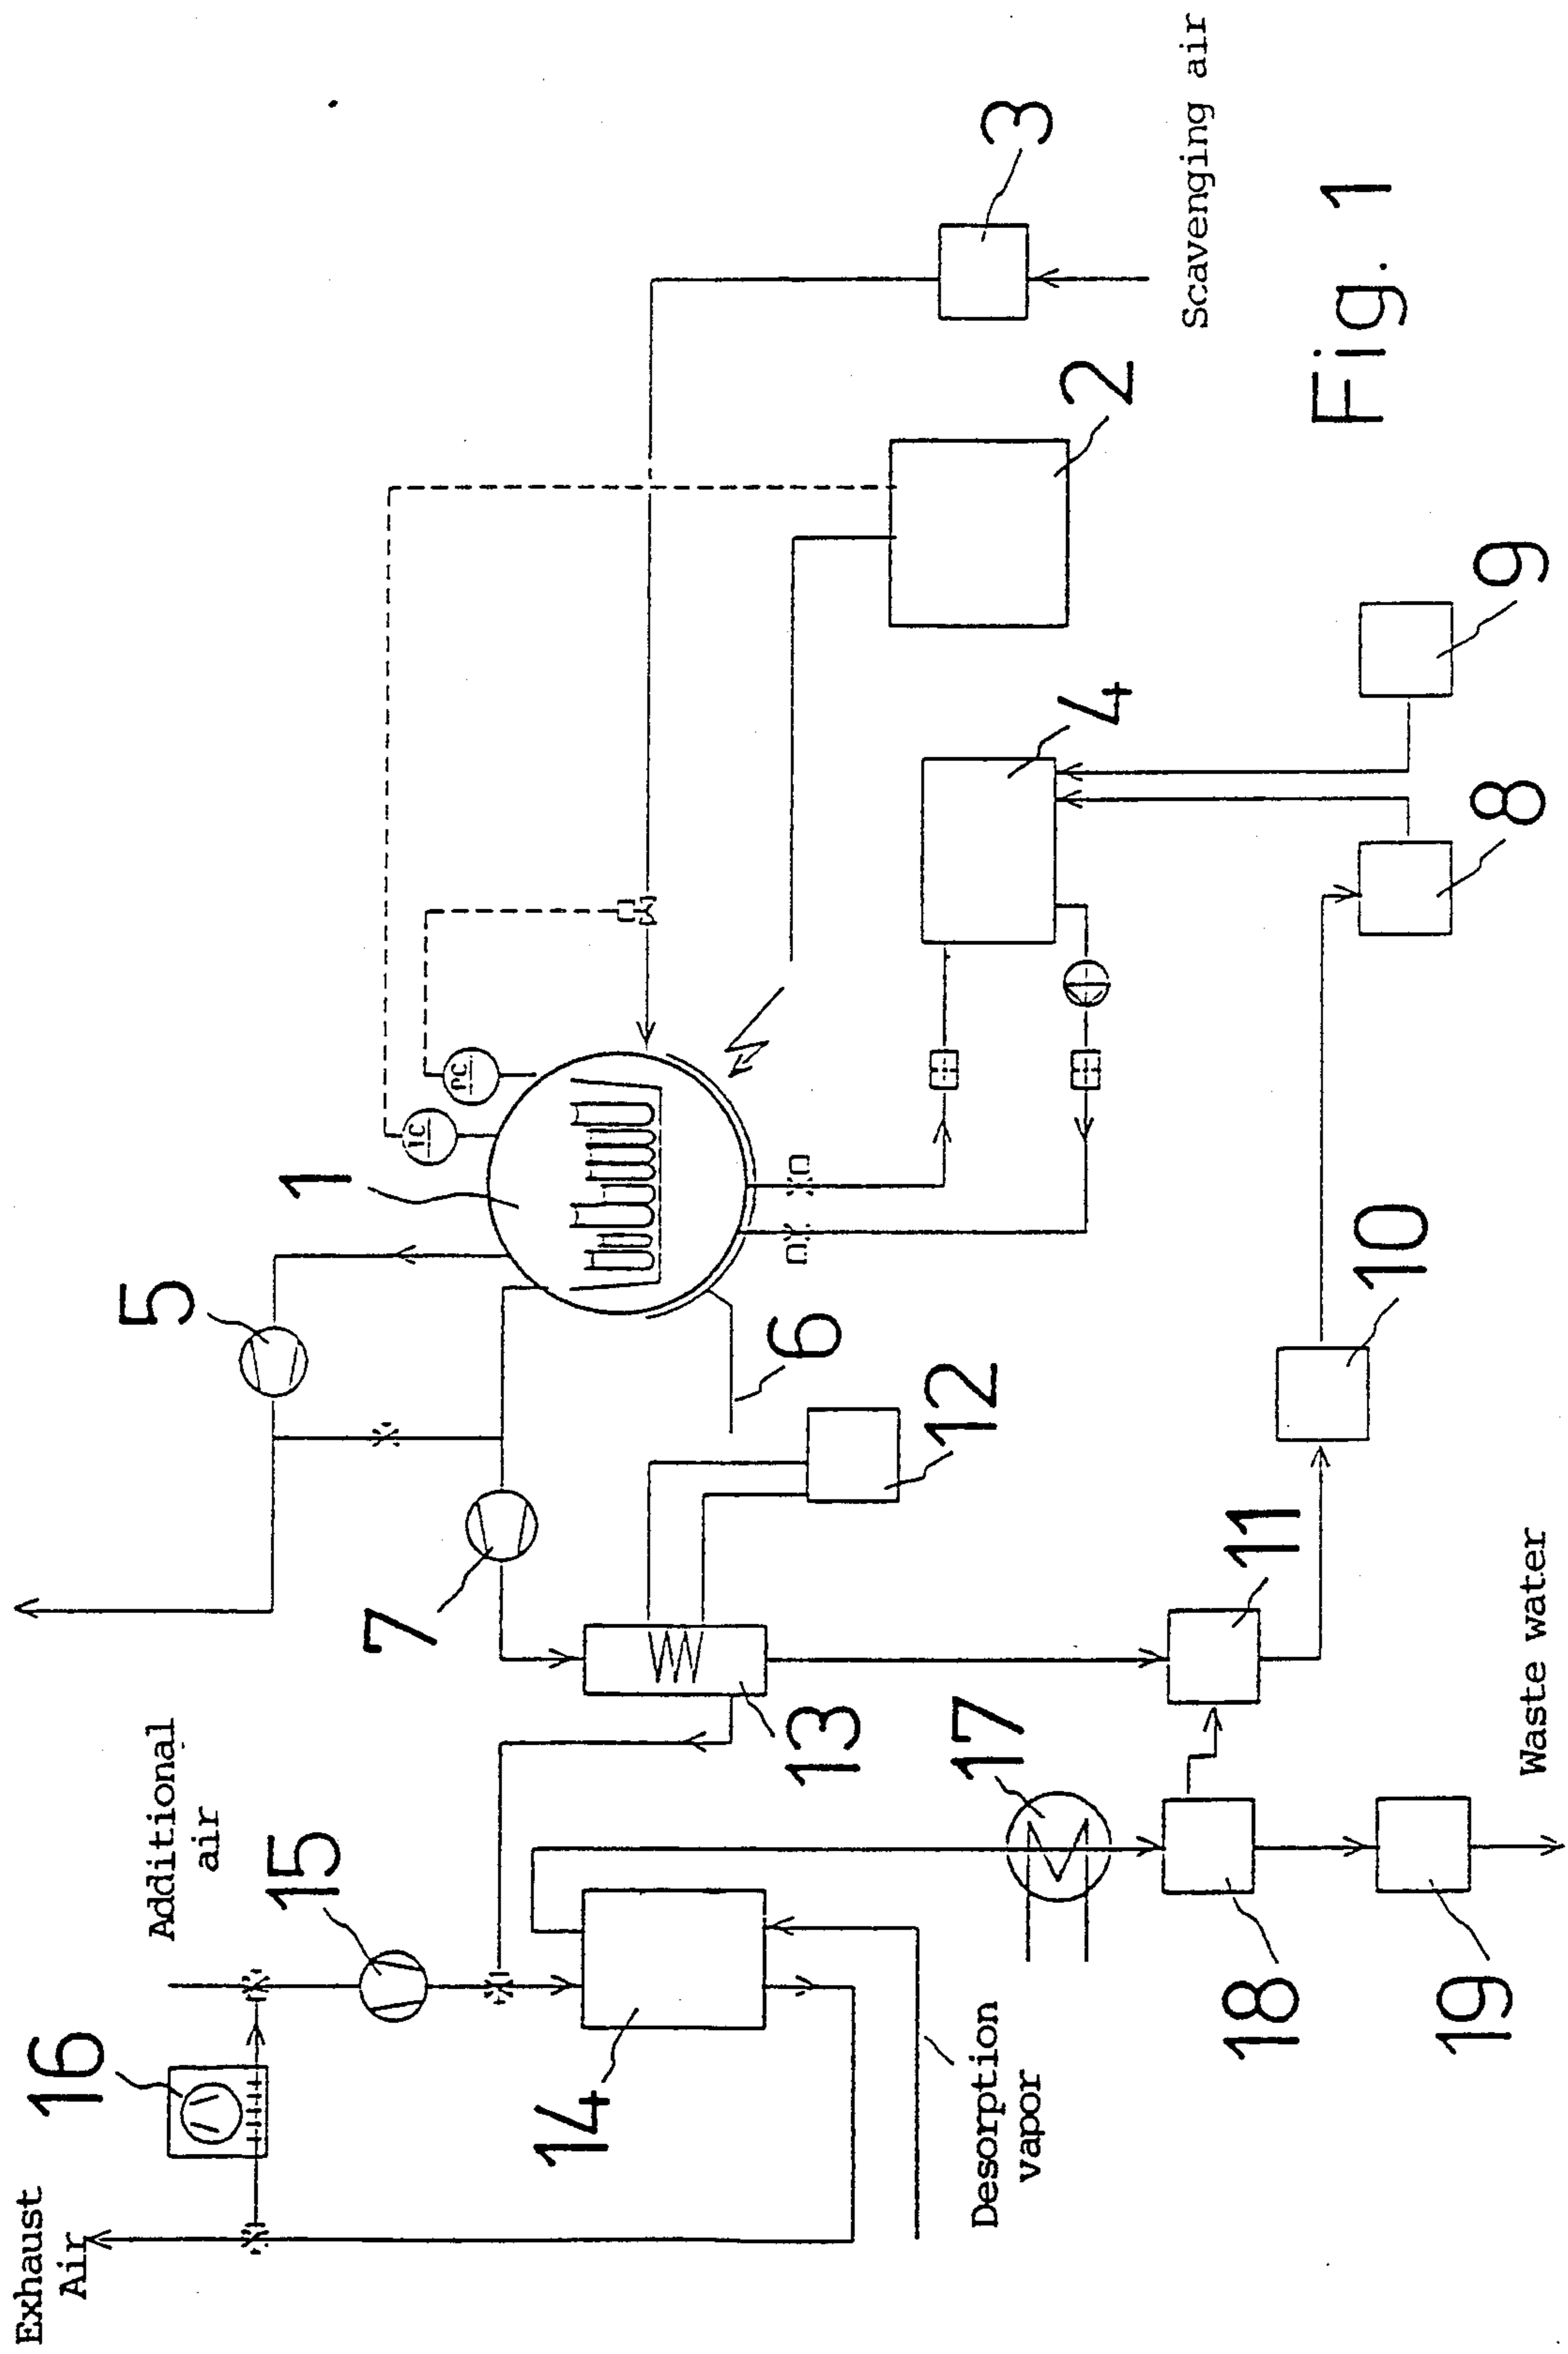 Exhaust
Air
16
Additional
air
5
15
1
7
TC
PC
14
13
6
12
17
Desorption
vapor
3
2
4
Scavenging air
18
11
Fig. 1
10
19
8
9
Waste water